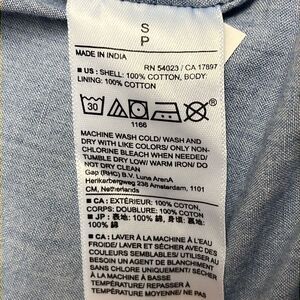 S
P
MADE IN INDIA
RN 54023 / CA 17897
■ US : SHELL: 100% COTTON, BODY
LINING: 100% COTTON
30
1166
MACHINE WASH COLD/ WASH AND
DRY WITH LIKE COLORS/ ONLY NON-
CHLORINE BLEACH WHEN NEEDED/
TUMBLE DRY LOW/ WARM IRON/ DO
NOT DRY CLEAN
Gap (RHC) B.V. Luna ArenA
Herikerbergweg 238 Amsterdam, 1101
CM, Netherlands
■ CA : EXTÉRIEUR: 100% COTON,
CORPS: DOUBLURE: 100% COTON
■ JP : 表地: 100% 綿, 身頃: 裏
地: 100% 綿
■ CA : LAVER À LA MACHINE À L'EAU
FROIDE/ LAVER ET SÉCHER AVEC DES
COULEURS SEMBLABLES/ UTILISER AU
BESOIN UN AGENT DE BLANCHIMENT
SANS CHLORE UNIQUEMENT/ SÉCHER
À LA MACHINE À BASSE
TEMPÉRATURE/ REPASSER À
TEMPÉRATURE MOYENNE/ NE PAS